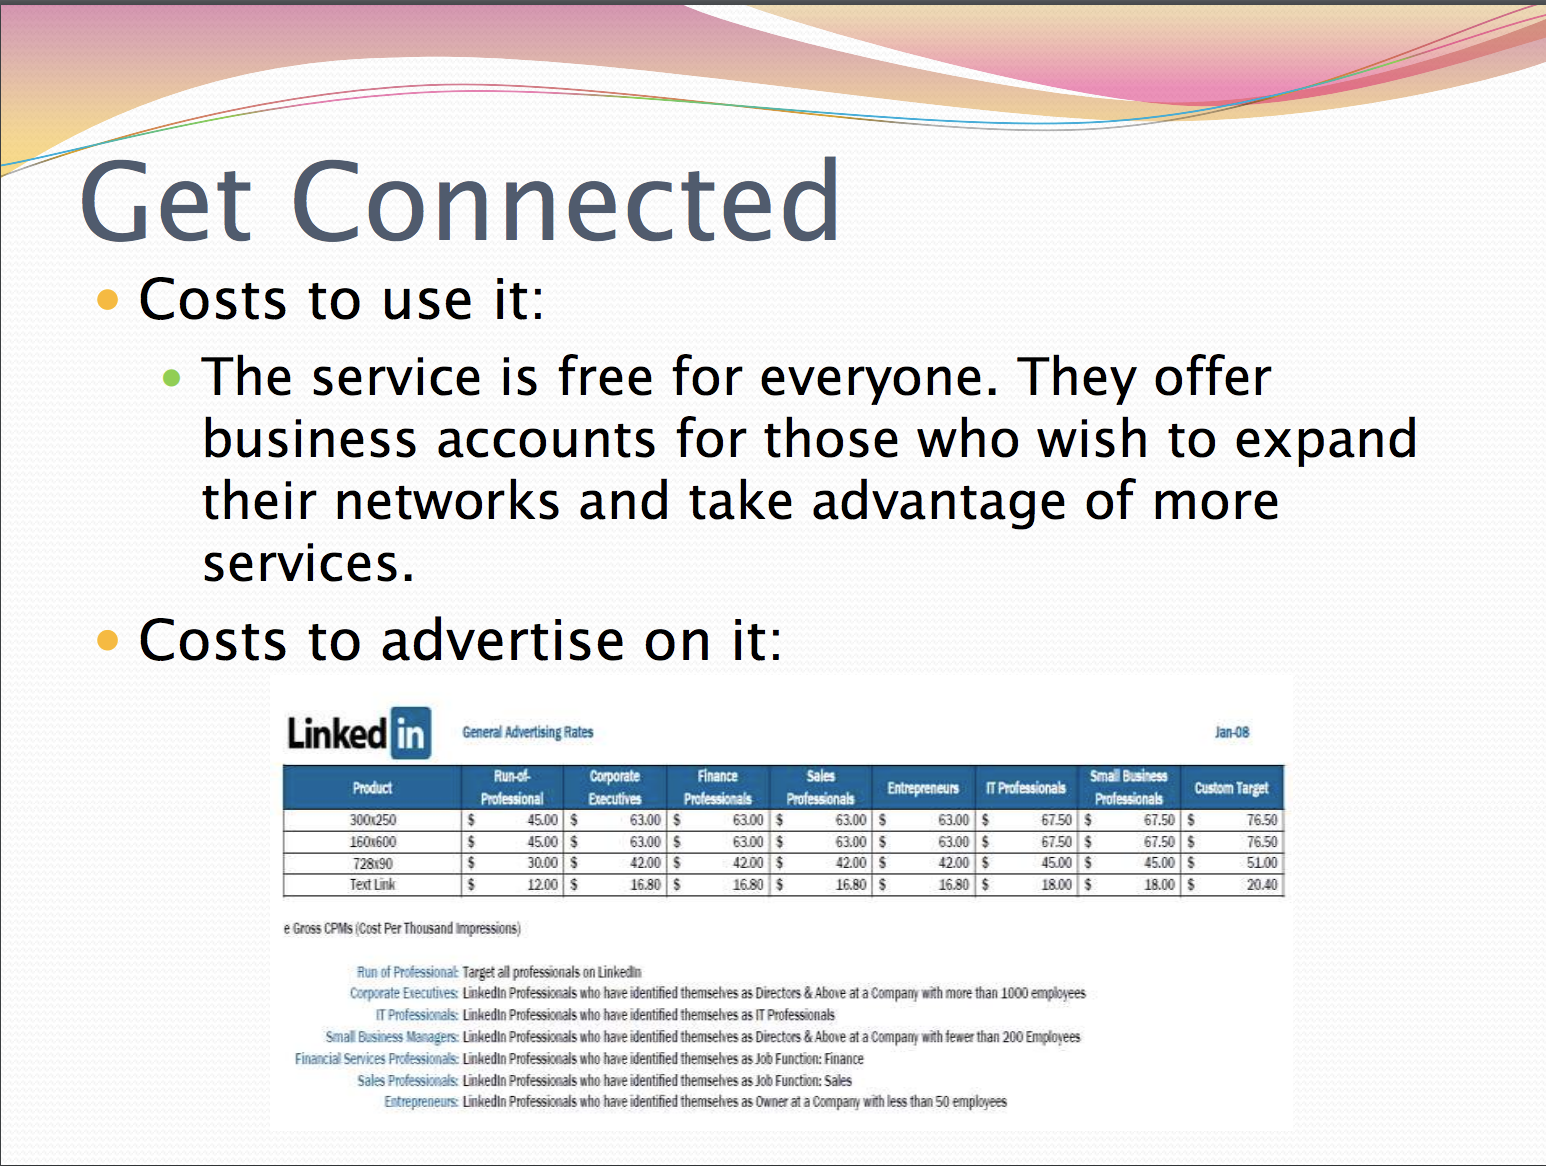 Get Connected
Costs to use it:
The service is free for everyone. They offer
business accounts for those who wish to expand
their networks and take advantage of more
services.
Costs to advertise on it:
Linked in General Advertising Rates Jan-08
Product Run-of-Professional Corporate Executives Finance Professionals Sales Professionals Entrepreneurs IT Professionals Small Business Professionals Custom Target
300x250 $ 45.00 $ 63.00 $ 63.00 $ 63.00 $ 63.00 $ 67.50 $ 67.50 $ 76.50
160x600 $ 45.00 $ 63.00 $ 63.00 $ 63.00 $ 63.00 $ 67.50 $ 67.50 $ 76.50
728x90 $ 30.00 $ 42.00 $ 42.00 $ 42.00 $ 42.00 $ 45.00 $ 45.00 $ 51.00
Text Link $ 12.00 $ 16.80 $ 16.80 $ 16.80 $ 16.80 $ 18.00 $ 18.00 $ 20.40
e Gross CPMs (Cost Per Thousand Impressions)
Run of Professional: Target all professionals on LinkedIn
Corporate Executives: LinkedIn Professionals who have identified themselves as Directors & Above at a Company with more than 1000 employees
IT Professionals: LinkedIn Professionals who have identified themselves as IT Professionals
Small Business Managers: LinkedIn Professionals who have identified themselves as Directors & Above at a Company with fewer than 200 Employees
Financial Services Professionals: LinkedIn Professionals who have identified themselves as Job Function: Finance
Sales Professionals: LinkedIn Professionals who have identified themselves as Job Function: Sales
Entrepreneurs: LinkedIn Professionals who have identified themselves as Owner at a Company with less than 50 employees